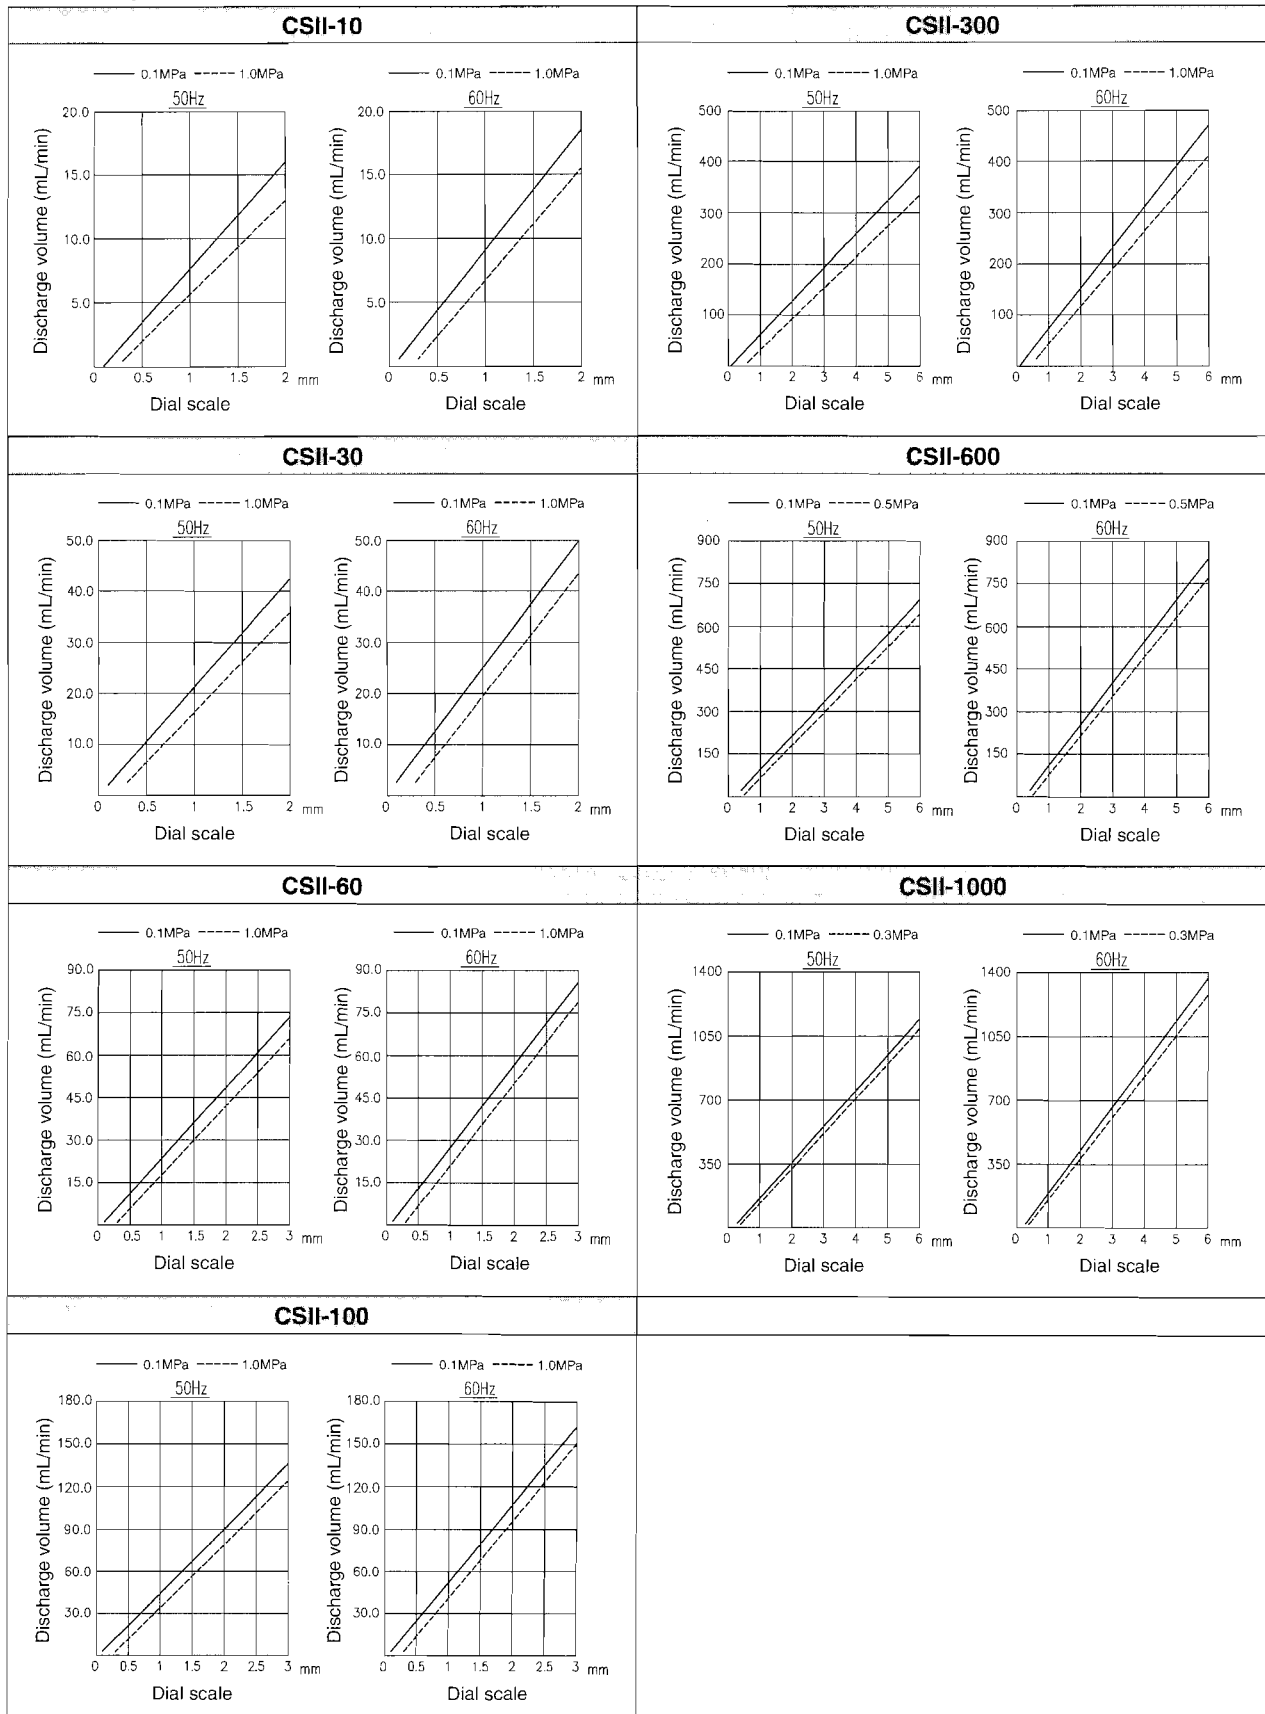 CSII-10
0.1MPa 1.0MPa 0.1MPa 1.0MPa
50Hz 60Hz
Discharge volume (mL/min)
20.0
15.0
10.0
5.0
0 0.5 1 1.5 2 mm
Dial scale
Discharge volume (mL/min)
20.0
15.0
10.0
5.0
0 0.5 1 1.5 2 mm
Dial scale
CSII-300
0.1MPa 1.0MPa 0.1MPa 1.0MPa
50Hz 60Hz
Discharge volume (mL/min)
500
400
300
200
100
0 1 2 3 4 5 6 mm
Dial scale
Discharge volume (mL/min)
500
400
300
200
100
0 1 2 3 4 5 6 mm
Dial scale
CSII-30
0.1MPa 1.0MPa 0.1MPa 1.0MPa
50Hz 60Hz
Discharge volume (mL/min)
50.0
40.0
30.0
20.0
10.0
0 0.5 1 1.5 2 mm
Dial scale
Discharge volume (mL/min)
50.0
40.0
30.0
20.0
10.0
0 0.5 1 1.5 2 mm
Dial scale
CSII-600
0.1MPa 0.5MPa 0.1MPa 0.5MPa
50Hz 60Hz
Discharge volume (mL/min)
900
750
600
450
300
150
0 1 2 3 4 5 6 mm
Dial scale
Discharge volume (mL/min)
900
750
600
450
300
150
0 1 2 3 4 5 6 mm
Dial scale
CSII-60
0.1MPa 1.0MPa 0.1MPa 1.0MPa
50Hz 60Hz
Discharge volume (mL/min)
90.0
75.0
60.0
45.0
30.0
15.0
0 0.5 1 1.5 2 2.5 3 mm
Dial scale
Discharge volume (mL/min)
90.0
75.0
60.0
45.0
30.0
15.0
0 0.5 1 1.5 2 2.5 3 mm
Dial scale
CSII-1000
0.1MPa 0.3MPa 0.1MPa 0.3MPa
50Hz 60Hz
Discharge volume (mL/min)
1400
1050
700
350
0 1 2 3 4 5 6 mm
Dial scale
Discharge volume (mL/min)
1400
1050
700
350
0 1 2 3 4 5 6 mm
Dial scale
CSII-100
0.1MPa 1.0MPa 0.1MPa 1.0MPa
50Hz 60Hz
Discharge volume (mL/min)
180.0
150.0
120.0
90.0
60.0
30.0
0 0.5 1 1.5 2 2.5 3 mm
Dial scale
Discharge volume (mL/min)
180.0
150.0
120.0
90.0
60.0
30.0
0 0.5 1 1.5 2 2.5 3 mm
Dial scale